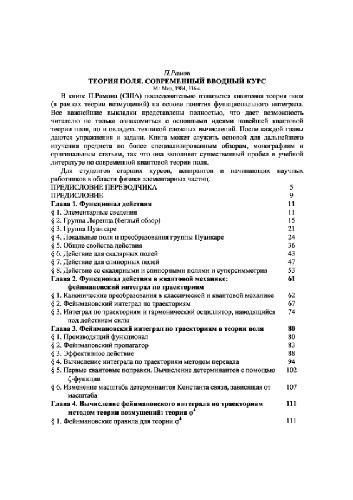 П.Рамон
ТЕОРИЯ ПОЛЯ. СОВРЕМЕННЫЙ ВВОДНЫЙ КУРС
М.: Мир, 1984, 336 с.
В книге П.Рамона (США) последовательно излагается квантовая теория поля
(в рамках теории возмущений) на основе понятия функционального интеграла.
Все важнейшие выкладки представлены полностью, что дает возможность
читателю не только ознакомиться с основными идеями новейшей квантовой
теории поля, но и овладеть техникой сложных вычислений. После каждой главы
даются упражнения и задачи. Книга может служить основой для дальнейшего
изучения предмета по более специализированным обзорам, монографиям и
оригинальным статьям, так что она заполнит существенный пробел в учебной
литературе по современной квантовой теории поля.
Для студентов старших курсов, аспирантов и начинающих научных
работников в области физики элементарных частиц.
ПРЕДИСЛОВИЕ ПЕРЕВОДЧИКА 5
ПРЕДИСЛОВИЕ 9
Глава 1. Функционал действия 11
§ 1. Элементарные сведения 11
§ 2. Группа Лоренца (беглый обзор) 15
§ 3. Группа Пуанкаре 21
§ 4. Локальные поля и преобразования группы Пуанкаре 24
§ 5. Общие свойства действия 36
§ 6. Действие для скалярных полей 43
§ 7. Действие для спинорных полей 47
§ 8. Действие со скалярными и спинорными полями и суперсимметрия 53
Глава 2. Функционал действия в квантовой механике: 61
фейнмановский интеграл по траекториям
§ 1. Канонические преобразования в классической и квантовой механике 62
§ 2. Фейнмановский интеграл по траекториям 67
§ 3. Интеграл по траекториям и гармонический осциллятор, находящийся 74
под действием силы
Глава 3. Фейнмановский интеграл по траекториям в теории поля 80
§ 1. Производящий функционал 80
§ 2. Фейнмановский пропагатор 83
§ 3. Эффективное действие 88
§ 4. Вычисление интеграла по траекториям методом перевала 94
§ 5. Первые квантовые поправки. Вычисление детерминантов с помощью 102
ζ-функции
§ 6. Изменение масштаба детерминантов Константа связи, зависящая от 107
масштаба
Глава 4. Вычисление фейнмановского интеграла по траекториям 111
методом теории возмущений: теория φ⁴
§ 1. Фейнмановские правила для теории φ⁴ 111